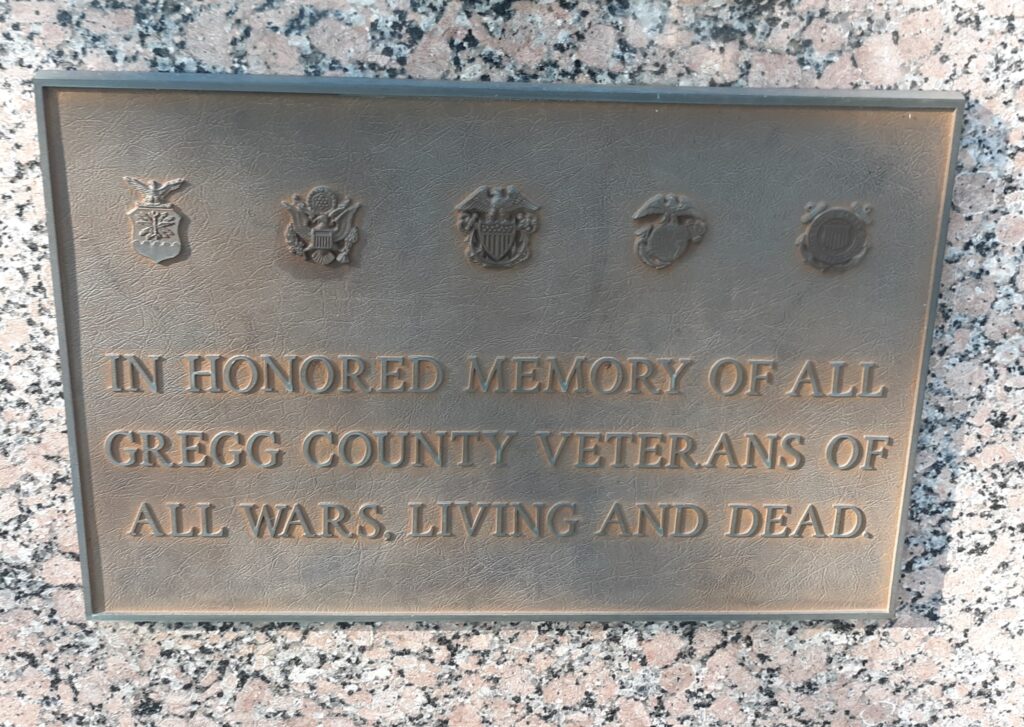 IN HONORED MEMORY OF ALL
GREGG COUNTY VETERANS OF
ALL WARS, LIVING AND DEAD.